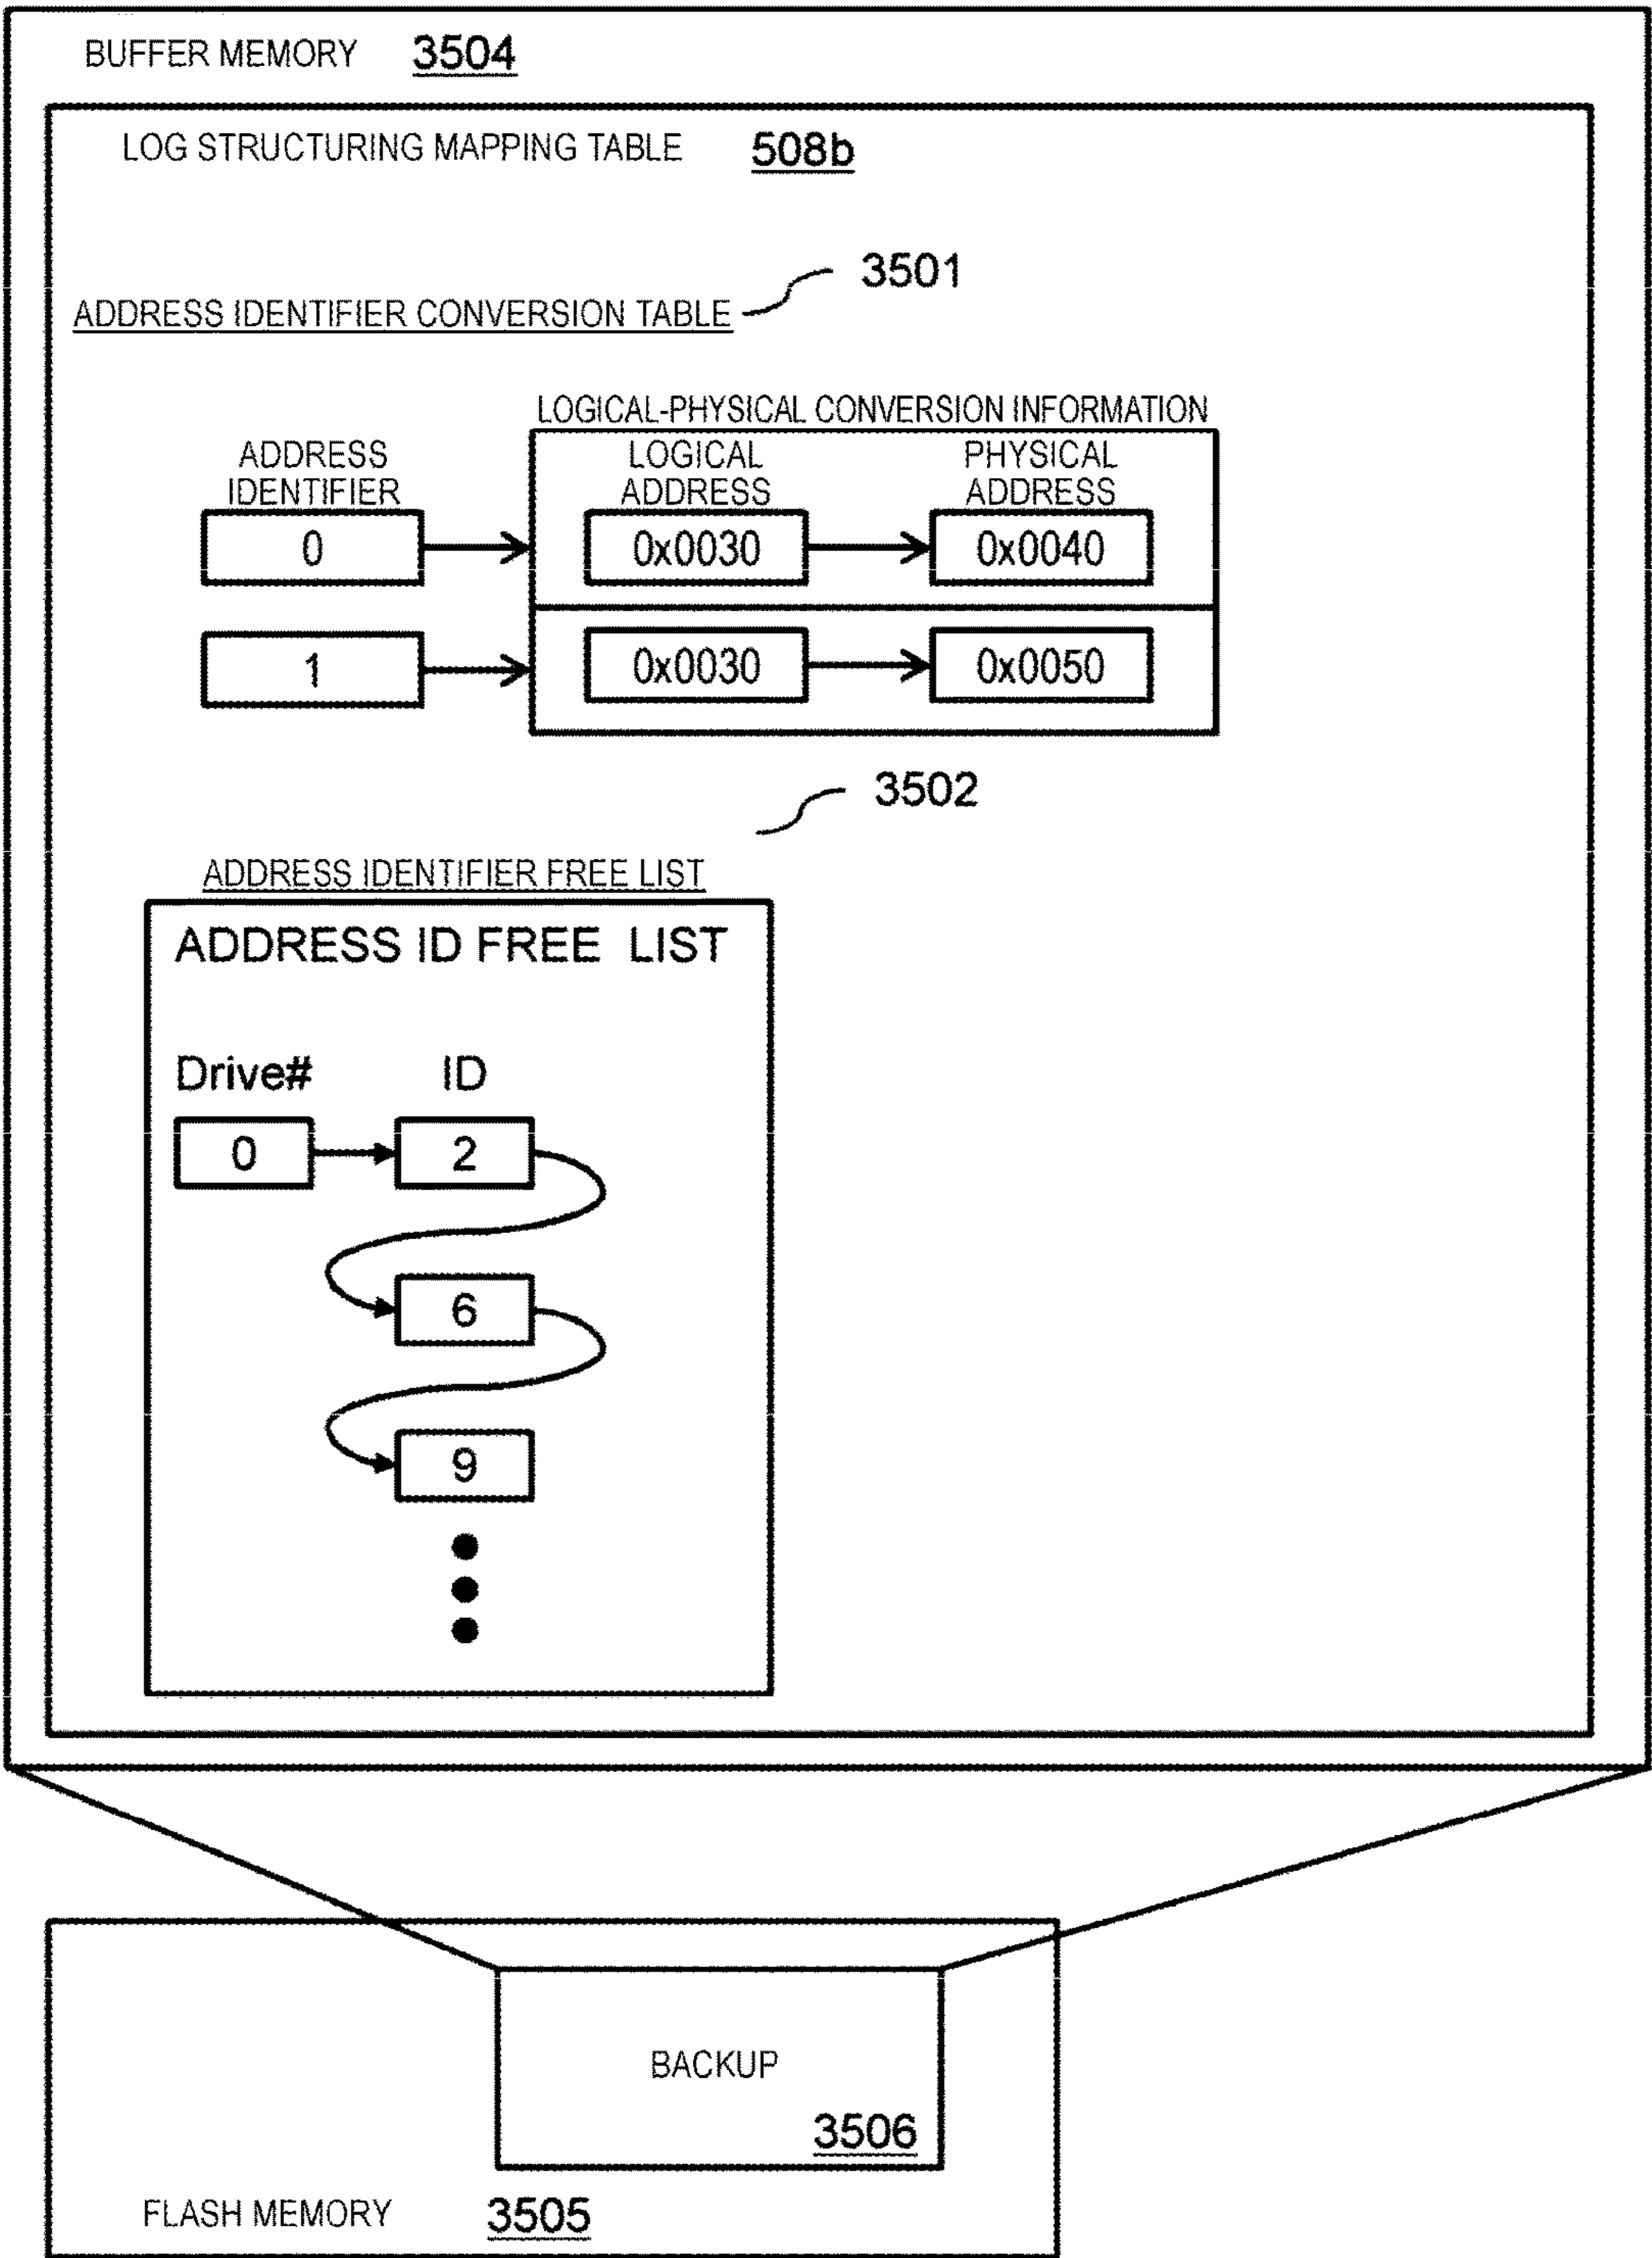 BUFFER MEMORY 3504
LOG STRUCTURING MAPPING TABLE 508b
3501
ADDRESS IDENTIFIER CONVERSION TABLE
LOGICAL-PHYSICAL CONVERSION INFORMATION
ADDRESS IDENTIFIER
LOGICAL ADDRESS
PHYSICAL ADDRESS
0 0x0030 0x0040
1 0x0030 0x0050
3502
ADDRESS IDENTIFIER FREE LIST
ADDRESS ID FREE LIST
Drive# ID
0 2
6
9
BACKUP
3506
FLASH MEMORY 3505